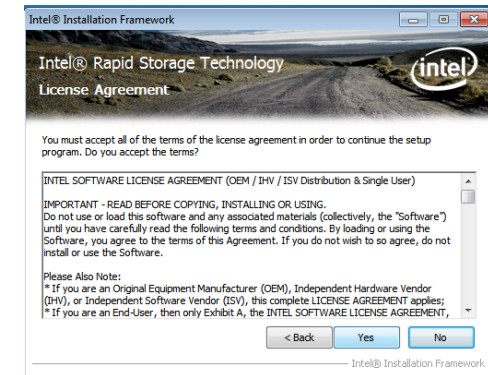 Intel® Installation Framework
Intel® Rapid Storage Technology
License Agreement
intel
You must accept all of the terms of the license agreement in order to continue the setup
program. Do you accept the terms?
INTEL SOFTWARE LICENSE AGREEMENT (OEM / IHV / ISV Distribution & Single User)
IMPORTANT - READ BEFORE COPYING, INSTALLING OR USING.
Do not use or load this software and any associated materials (collectively, the "Software")
until you have carefully read the following terms and conditions. By loading or using the
Software, you agree to the terms of this Agreement. If you do not wish to so agree, do not
install or use the Software.
Please Also Note:
* If you are an Original Equipment Manufacturer (OEM), Independent Hardware Vendor
(IHV), or Independent Software Vendor (ISV), this complete LICENSE AGREEMENT applies;
* If you are an End-User, then only Exhibit A, the INTEL SOFTWARE LICENSE AGREEMENT,
< Back Yes No
Intel® Installation Framework